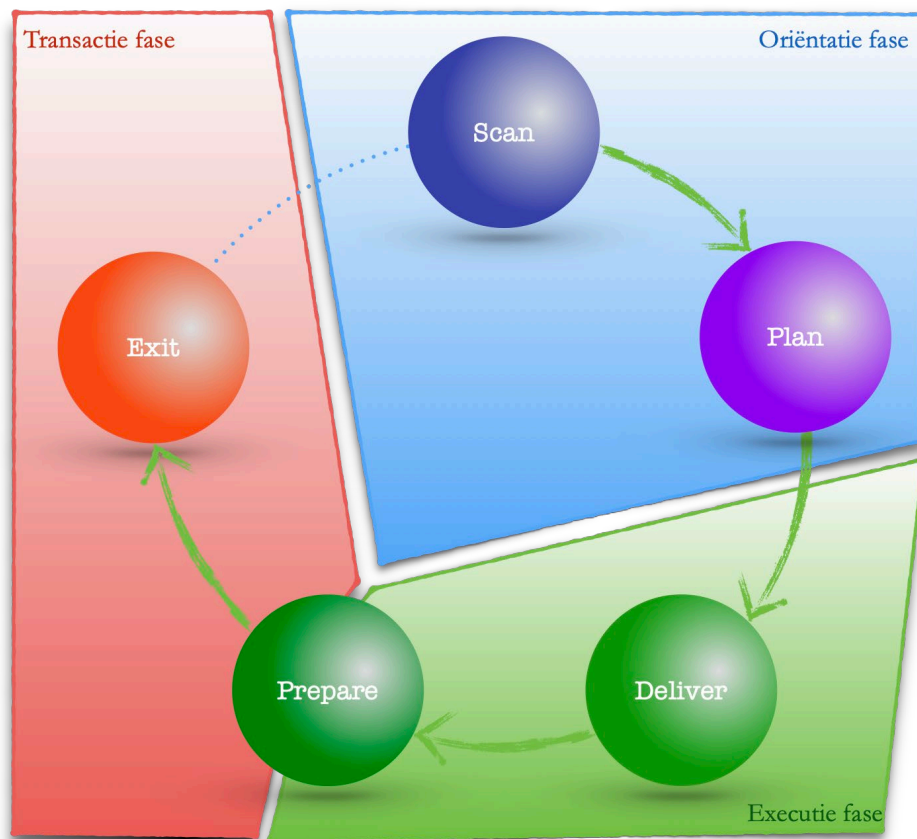 Transactie fase
Oriëntatie fase
Scan
Plan
Exit
Prepare
Deliver
Executie fase